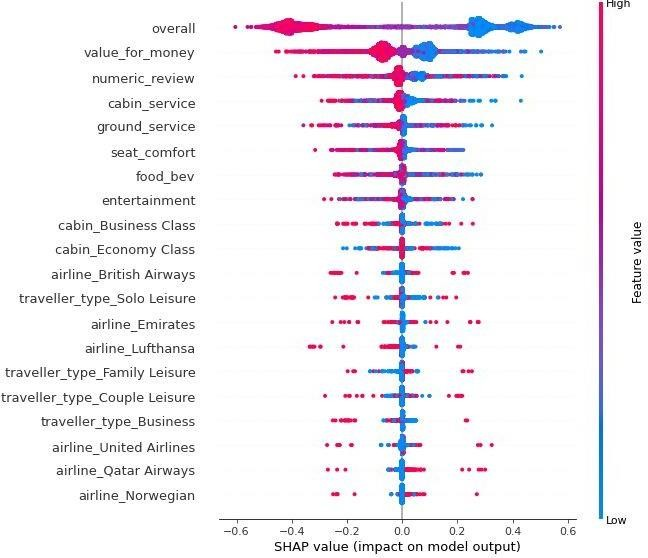 High
overall
value_for_money
numeric_review
cabin_service
ground_service
seat_comfort
food_bev
entertainment
cabin_Business Class
cabin_Economy Class
airline_British Airways
traveller_type_Solo Leisure
airline_Emirates
airline_Lufthansa
traveller_type_Family Leisure
traveller_type_Couple Leisure
traveller_type_Business
airline_United Airlines
airline_Qatar Airways
airline_Norwegian
Feature value
Low
−0.6 −0.4 −0.2 0.0 0.2 0.4 0.6
SHAP value (impact on model output)